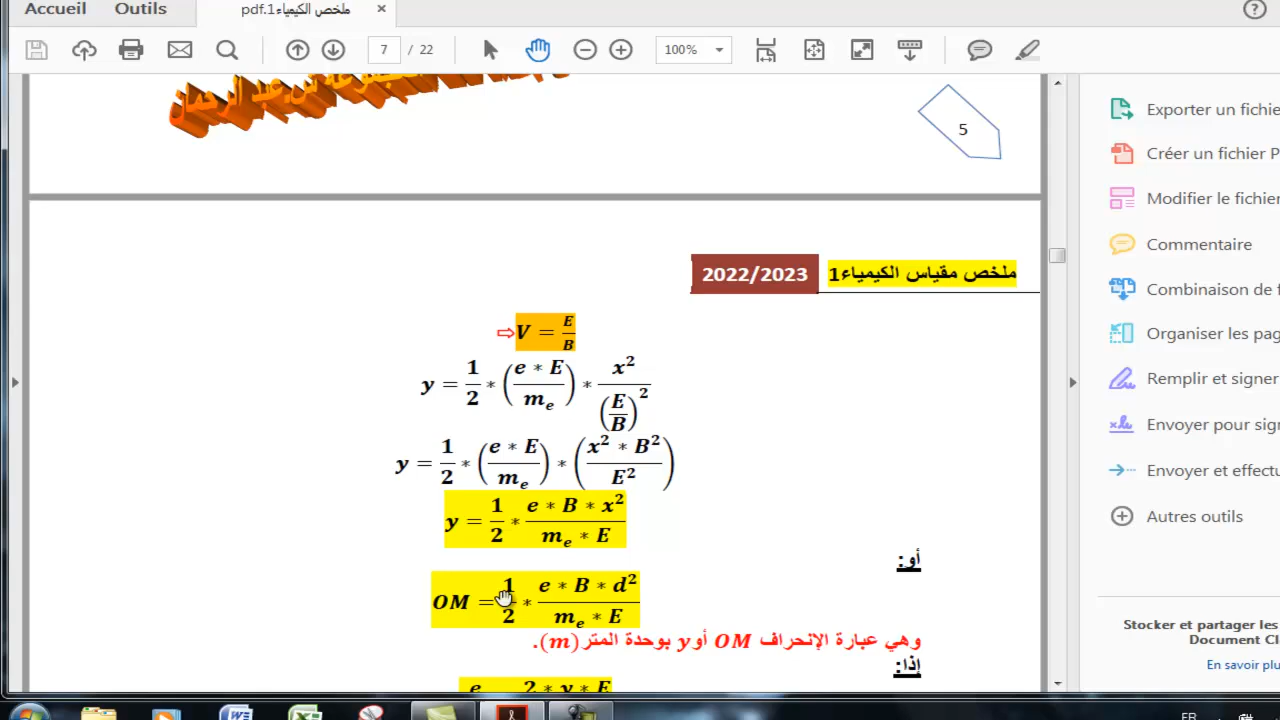 Accueil Outils ملخص الكيمياء1.pdf ×
7 / 22 100%
عبد الرحمان
5
ملخص مقياس الكيمياء1 2022/2023
⇨V = E/B
y = 1/2 * (e * E / m_e) * x² / (E/B)²
y = 1/2 * (e * E / m_e) * (x² * B² / E²)
y = 1/2 * e * B * x² / m_e * E
أو:
OM = 1/2 * e * B * d² / m_e * E
وهي عبارة الإنحراف OM أو y بوحدة المتر (m).
إذا:
e 2 * y * E
Exporter un fichie
Créer un fichier P
Modifier le fichier
Commentaire
Combinaison de f
Organiser les pag
Remplir et signer
Envoyer pour sign
Envoyer et effectu
Autres outils
Stocker et partager les
Document Cl
En savoir plu
FR